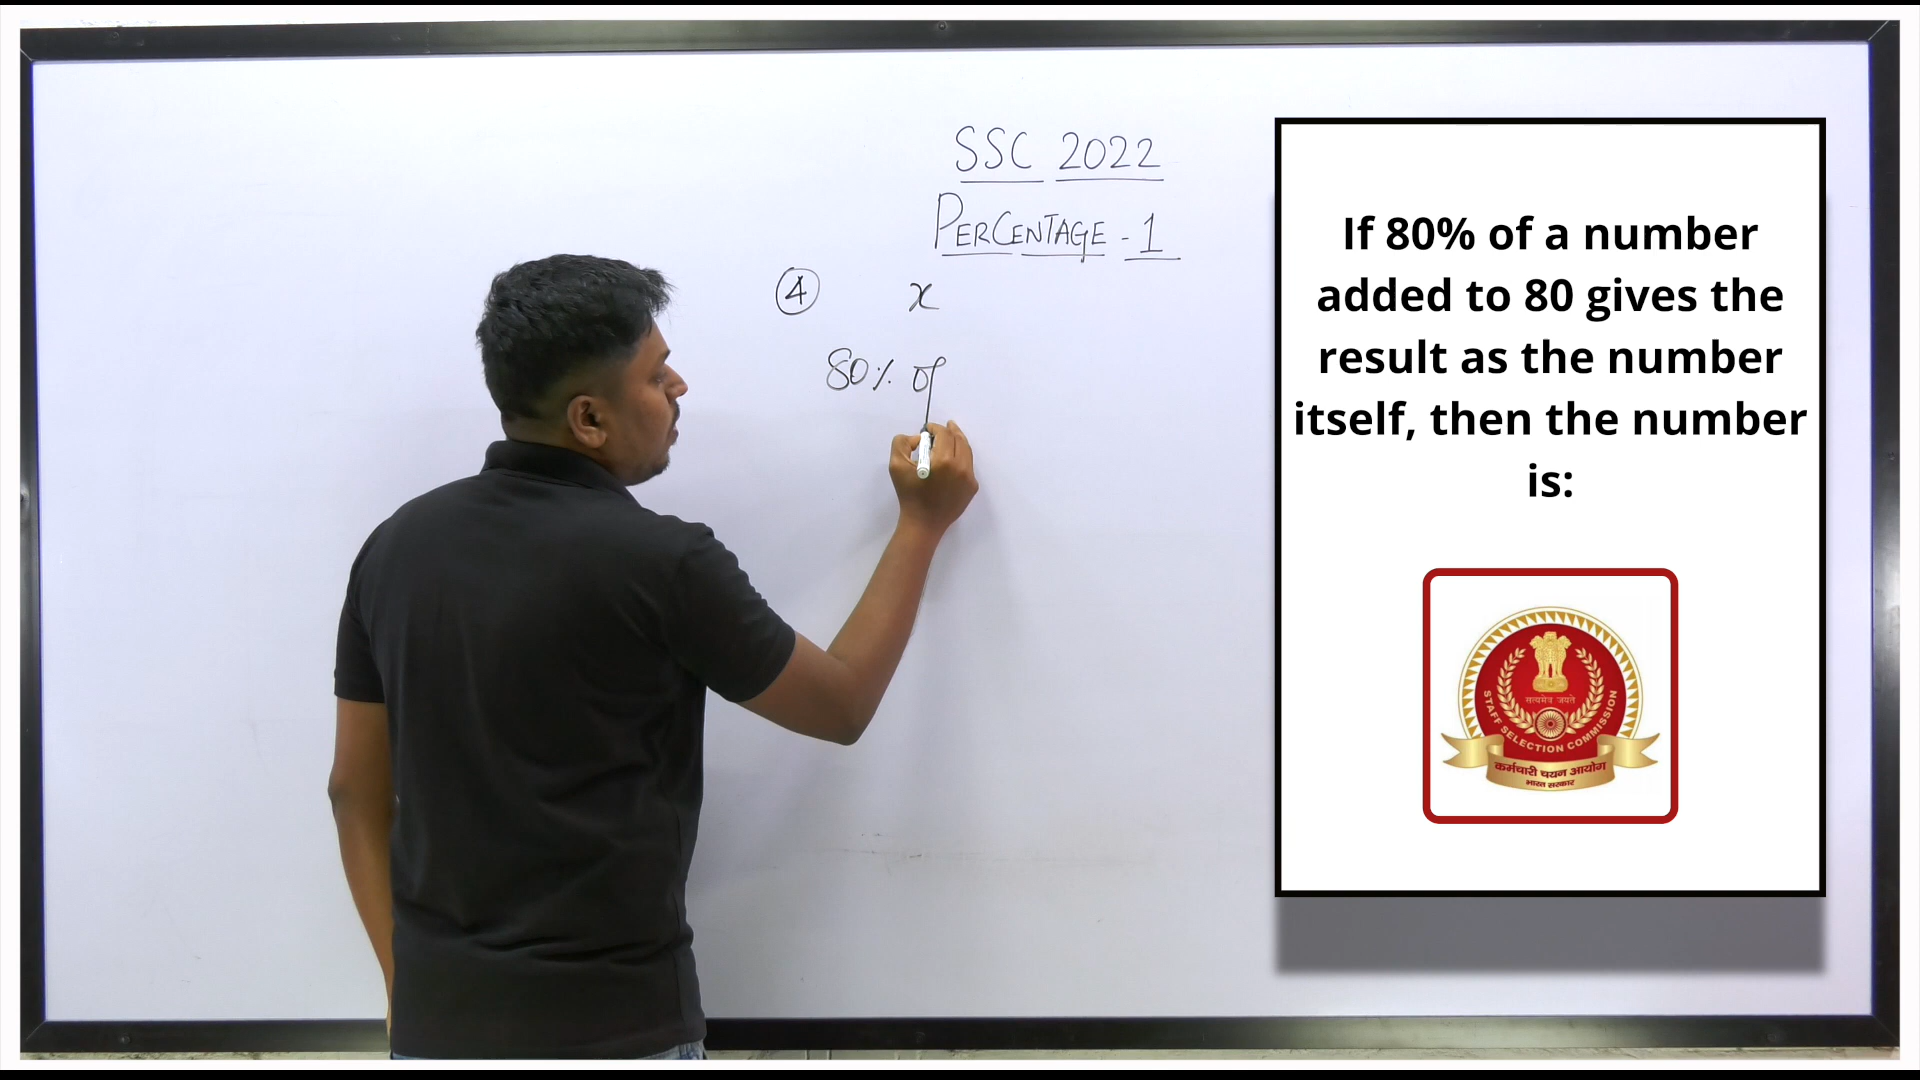 SSC 2022
PERCENTAGE - 1
4 x
80% of
If 80% of a number
added to 80 gives the
result as the number
itself, then the number
is:
सत्यमेव जयते
STAFF SELECTION COMMISSION
कर्मचारी चयन आयोग
भारत सरकार